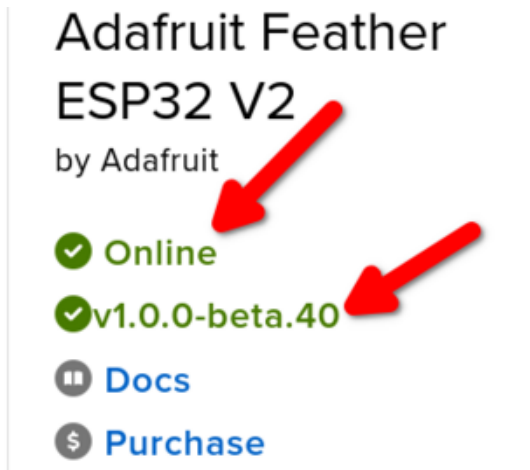 Adafruit Feather
ESP32 V2
by Adafruit
Online
v1.0.0-beta.40
Docs
$ Purchase